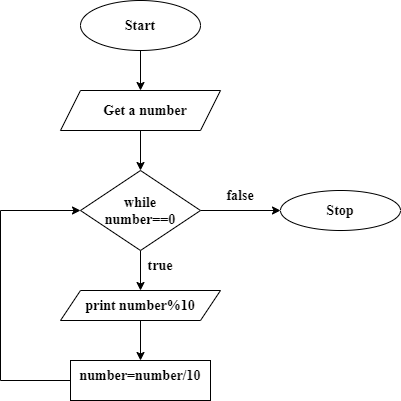 Start
Get a number
while
number==0
false
Stop
true
print number%10
number=number/10